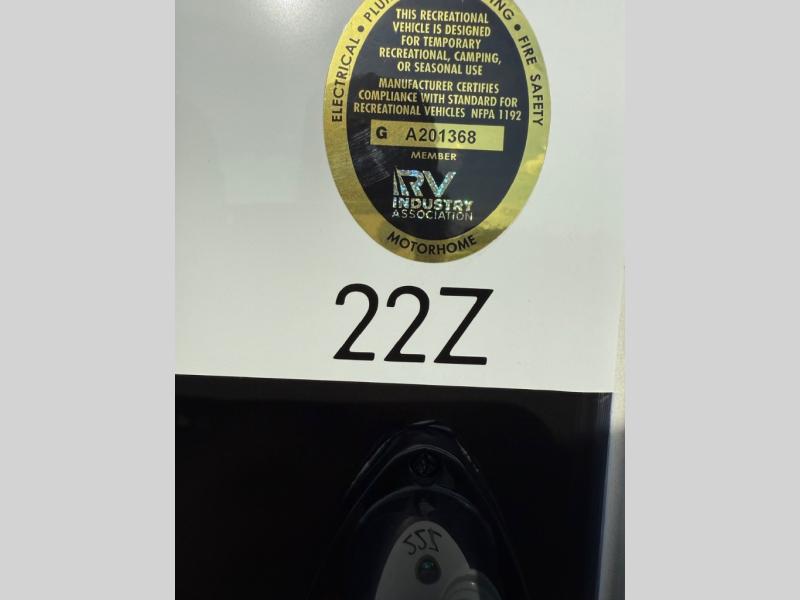 ELECTRICAL • PLU
ING • FIRE SAFETY
THIS RECREATIONAL
VEHICLE IS DESIGNED
FOR TEMPORARY
RECREATIONAL, CAMPING,
OR SEASONAL USE
MANUFACTURER CERTIFIES
COMPLIANCE WITH STANDARD FOR
RECREATIONAL VEHICLES NFPA 1192
G A201368
MEMBER
RV
INDUSTRY
ASSOCIATION
MOTORHOME
22Z